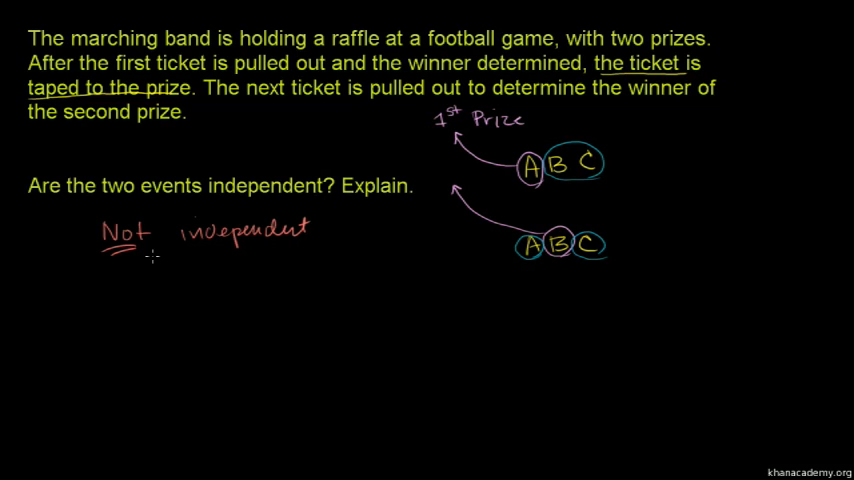 The marching band is holding a raffle at a football game, with two prizes.
After the first ticket is pulled out and the winner determined, the ticket is
taped to the prize. The next ticket is pulled out to determine the winner of
the second prize.
1st Prize
A B C
Are the two events independent? Explain.
Not independent
A B C
khanacademy.org